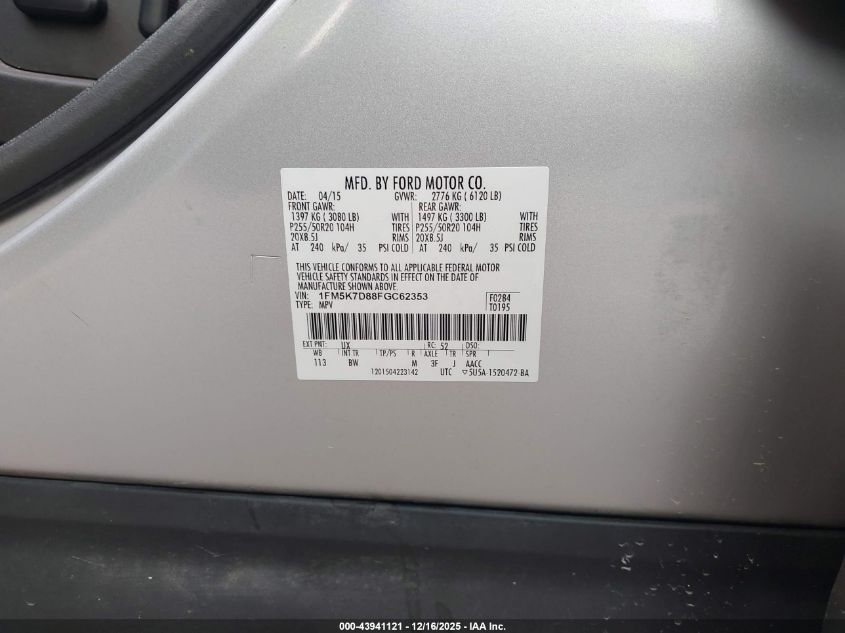 MFD. BY FORD MOTOR CO.
DATE: 04/15 GVWR: 2776 KG ( 6120 LB)
FRONT GAWR: REAR GAWR:
1397 KG ( 3080 LB) WITH 1497 KG ( 3300 LB) WITH
P255/50R20 104H TIRES P255/50R20 104H TIRES
20X8.5J RIMS 20X8.5J RIMS
AT 240 kPa/ 35 PSI COLD AT 240 kPa/ 35 PSI COLD
THIS VEHICLE CONFORMS TO ALL APPLICABLE FEDERAL MOTOR
VEHICLE SAFETY STANDARDS IN EFFECT ON THE DATE OF
MANUFACTURE SHOWN ABOVE.
VIN: 1FM5K7D88FGC62353 F0284
TYPE: MPV T0195
EXT PNT: UX RC: 52 DSO:
WB INT TR TP/PS R AXLE TR SPR
113 BW M 3F J AACC
1201504223142 UTC ▽5U5A-1520472-BA
000-43941121 - 12/16/2025 - IAA Inc.